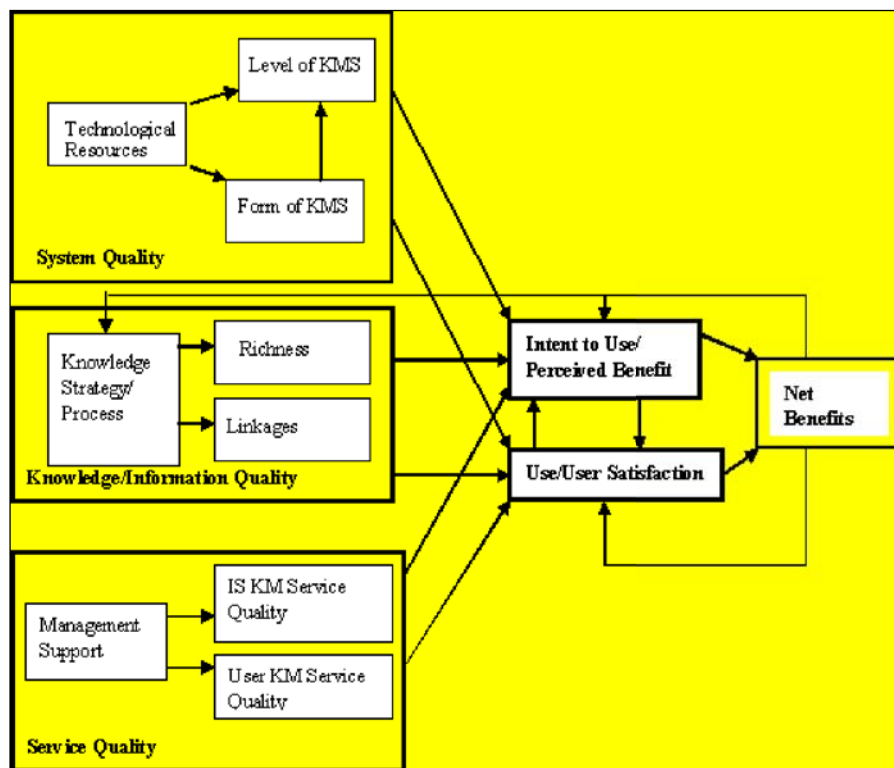 Level of KMS
Technological
Resources
Form of KMS
System Quality
Knowledge
Strategy/
Process
Richness
Linkages
Knowledge/Information Quality
IS KM Service
Quality
Management
Support
User KM Service
Quality
Service Quality
Intent to Use/
Perceived Benefit
Use/User Satisfaction
Net
Benefits